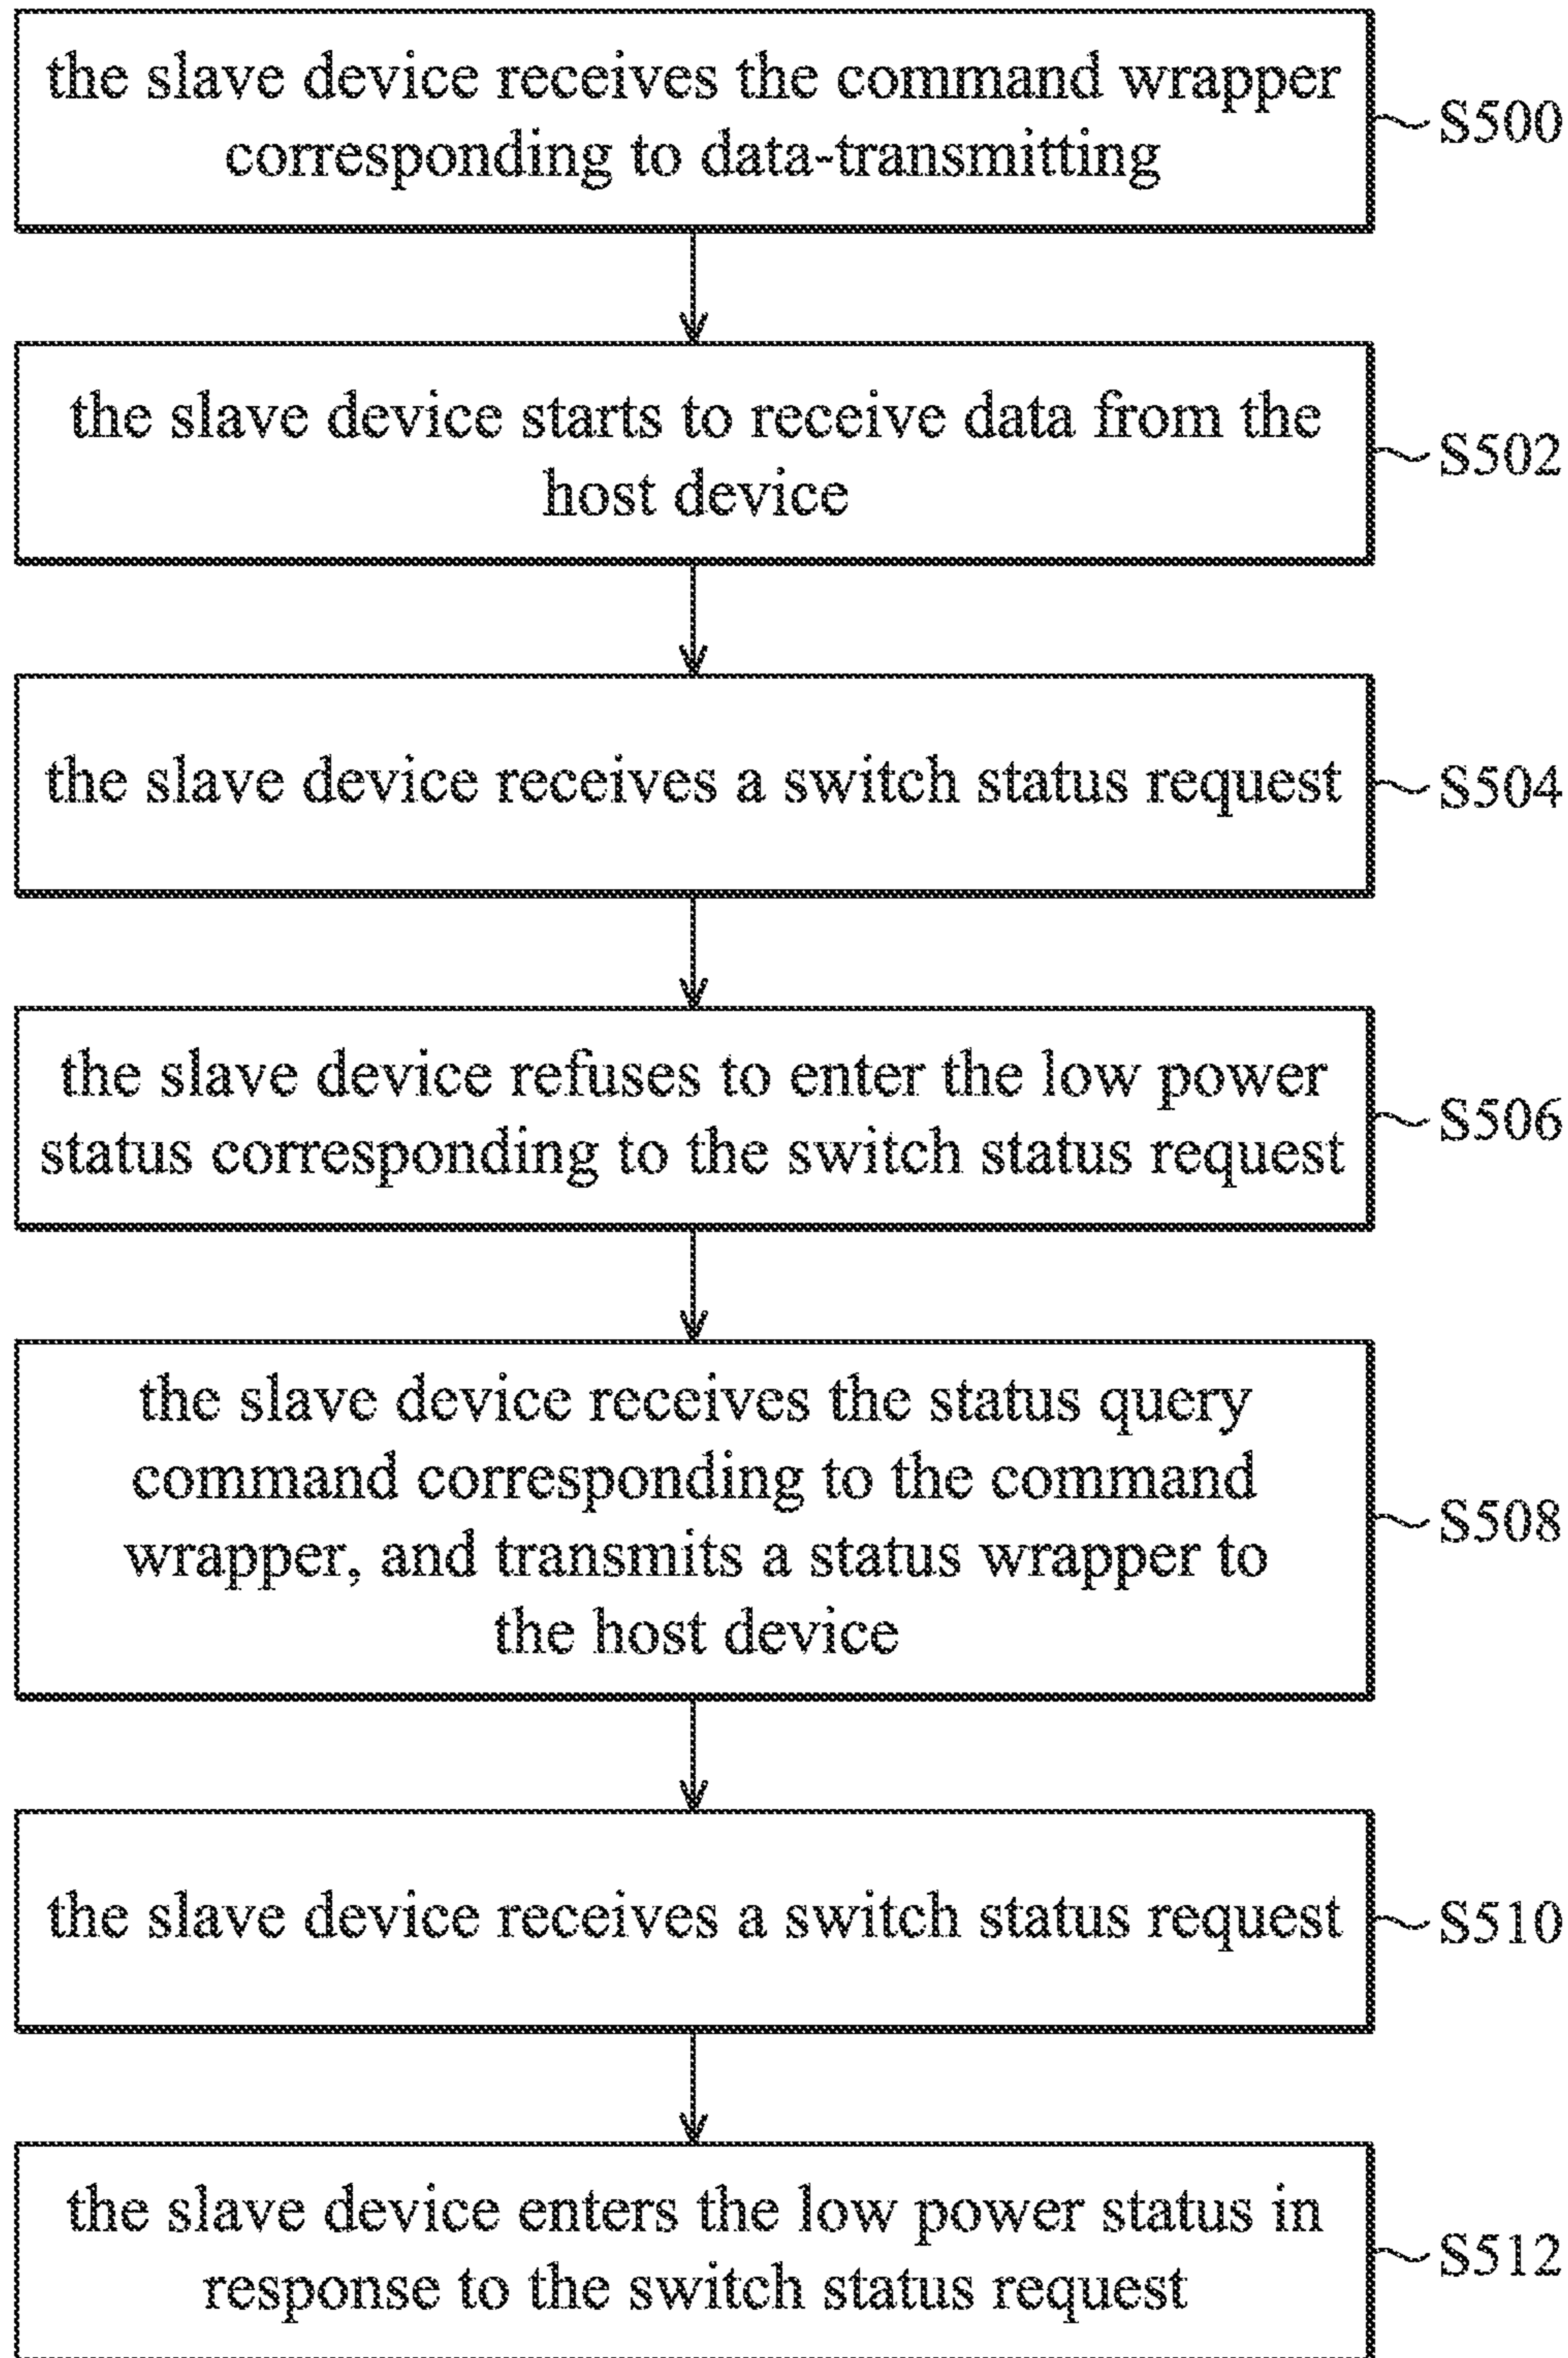 the slave device receives the command wrapper
corresponding to data-transmitting
S500
the slave device starts to receive data from the
host device
S502
the slave device receives a switch status request
S504
the slave device refuses to enter the low power
status corresponding to the switch status request
S506
the slave device receives the status query
command corresponding to the command
wrapper, and transmits a status wrapper to
the host device
S508
the slave device receives a switch status request
S510
the slave device enters the low power status in
response to the switch status request
S512